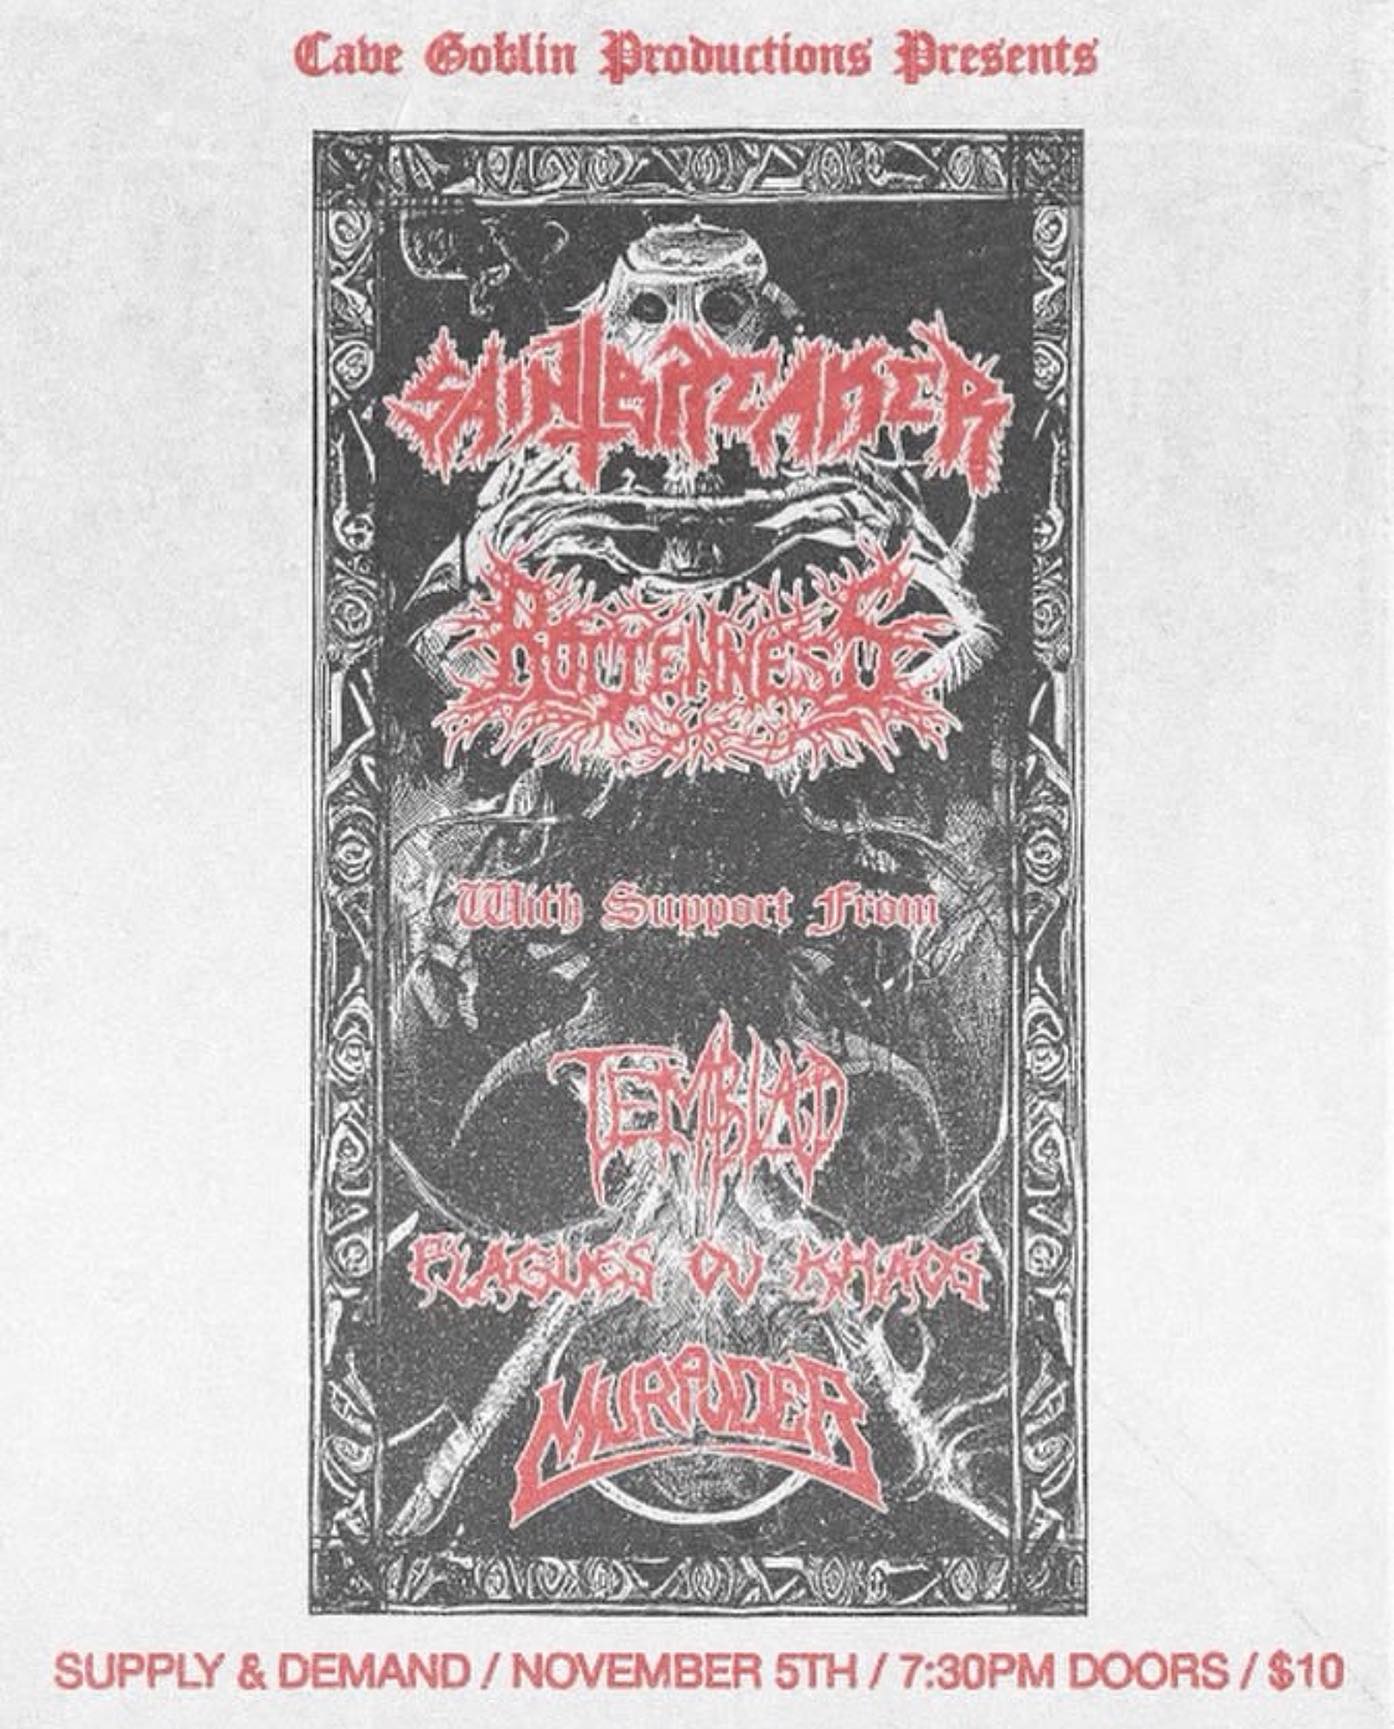 Cave Goblin Productions Presents
SAINTBREAKER
ROTTENNESS
With Support From
TEMBLAD
PLAGUES OV KHAOS
MURAIDER
SUPPLY & DEMAND / NOVEMBER 5TH / 7:30PM DOORS / $10